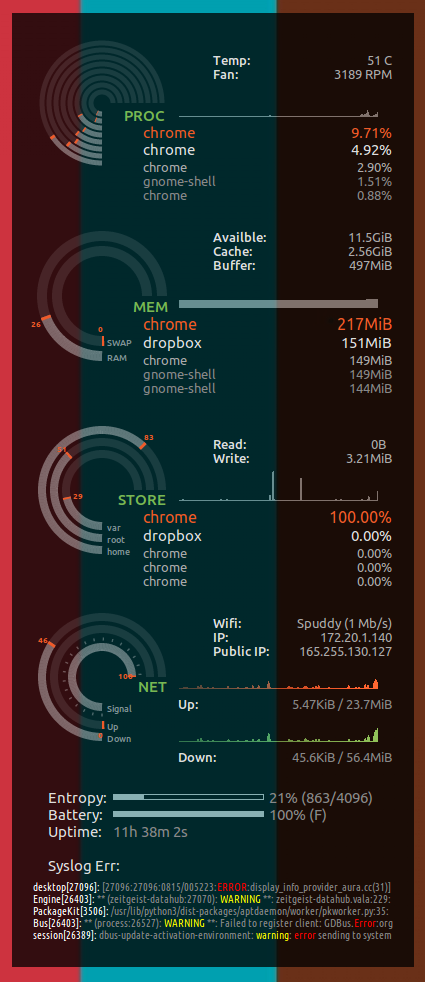 Temp: 51 C
Fan: 3189 RPM
PROC
chrome 9.71%
chrome 4.92%
chrome 2.90%
gnome-shell 1.51%
chrome 0.88%
Availble: 11.5GiB
Cache: 2.56GiB
Buffer: 497MiB
MEM
26
0
SWAP
RAM
chrome 217MiB
dropbox 151MiB
chrome 149MiB
gnome-shell 149MiB
gnome-shell 144MiB
83
Read: 0B
Write: 3.21MiB
29
STORE
var
root
home
chrome 100.00%
dropbox 0.00%
chrome 0.00%
chrome 0.00%
chrome 0.00%
Wifi: Spuddy (1 Mb/s)
IP: 172.20.1.140
Public IP: 165.255.130.127
46
100
NET
Signal
Up
Down
Up: 5.47KiB / 23.7MiB
Down: 45.6KiB / 56.4MiB
Entropy: 21% (863/4096)
Battery: 100% (F)
Uptime: 11h 38m 2s
Syslog Err:
desktop[27096]: [27096:27096:0815/005223:ERROR:display_info_provider_aura.cc(31)]
Engine[26403]: ** (zeitgeist-datahub:27070): WARNING **: zeitgeist-datahub.vala:229:
PackageKit[3506]: /usr/lib/python3/dist-packages/aptdaemon/worker/pkworker.py:35:
Bus[26403]: ** (process:26527): WARNING **: Failed to register client: GDBus.Error:org
session[26389]: dbus-update-activation-environment: warning: error sending to system